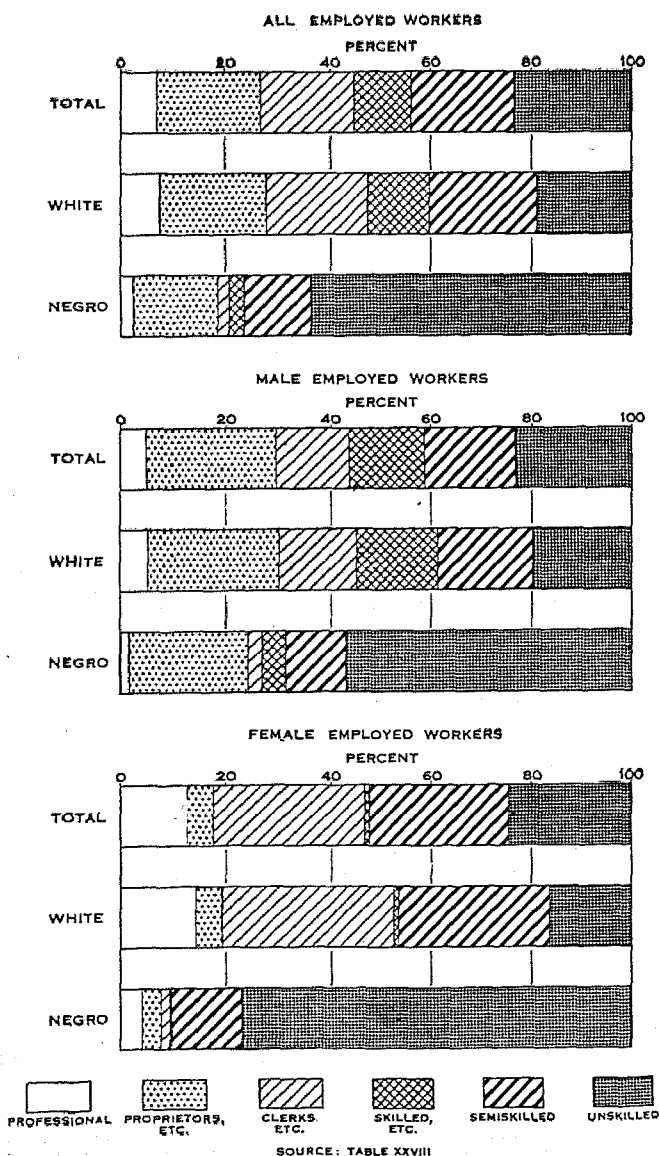 ALL EMPLOYED WORKERS
PERCENT
0 20 40 60 80 100
TOTAL
WHITE
NEGRO
MALE EMPLOYED WORKERS
PERCENT
0 20 40 60 80 100
TOTAL
WHITE
NEGRO
FEMALE EMPLOYED WORKERS
PERCENT
0 20 40 60 80 100
TOTAL
WHITE
NEGRO
PROFESSIONAL PROPRIETORS, ETC. CLERKS ETC. SKILLED, ETC. SEMISKILLED UNSKILLED
SOURCE: TABLE XXVIII